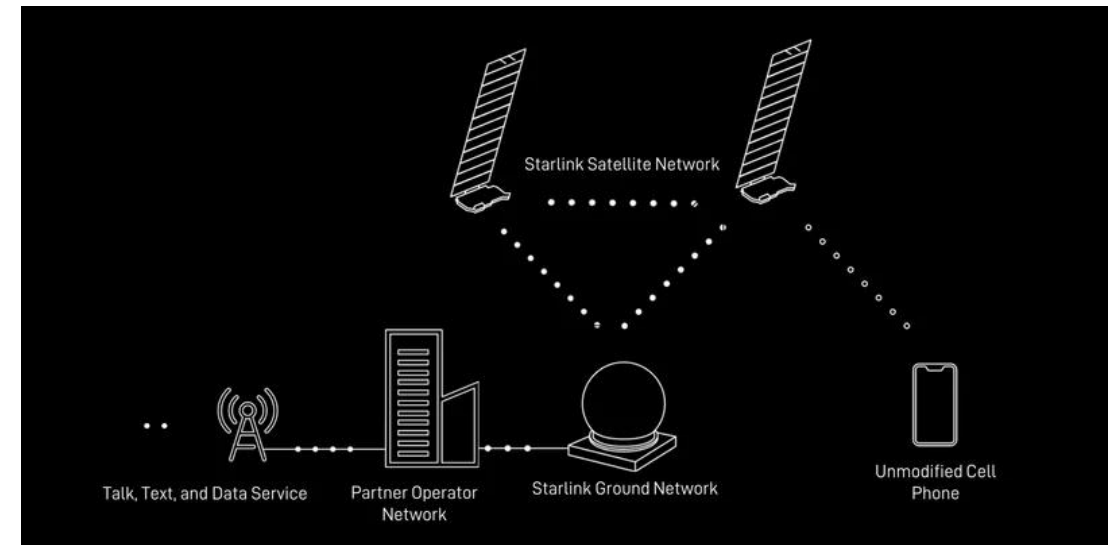 Starlink Satellite Network
Talk, Text, and Data Service
Partner Operator
Network
Starlink Ground Network
Unmodified Cell
Phone